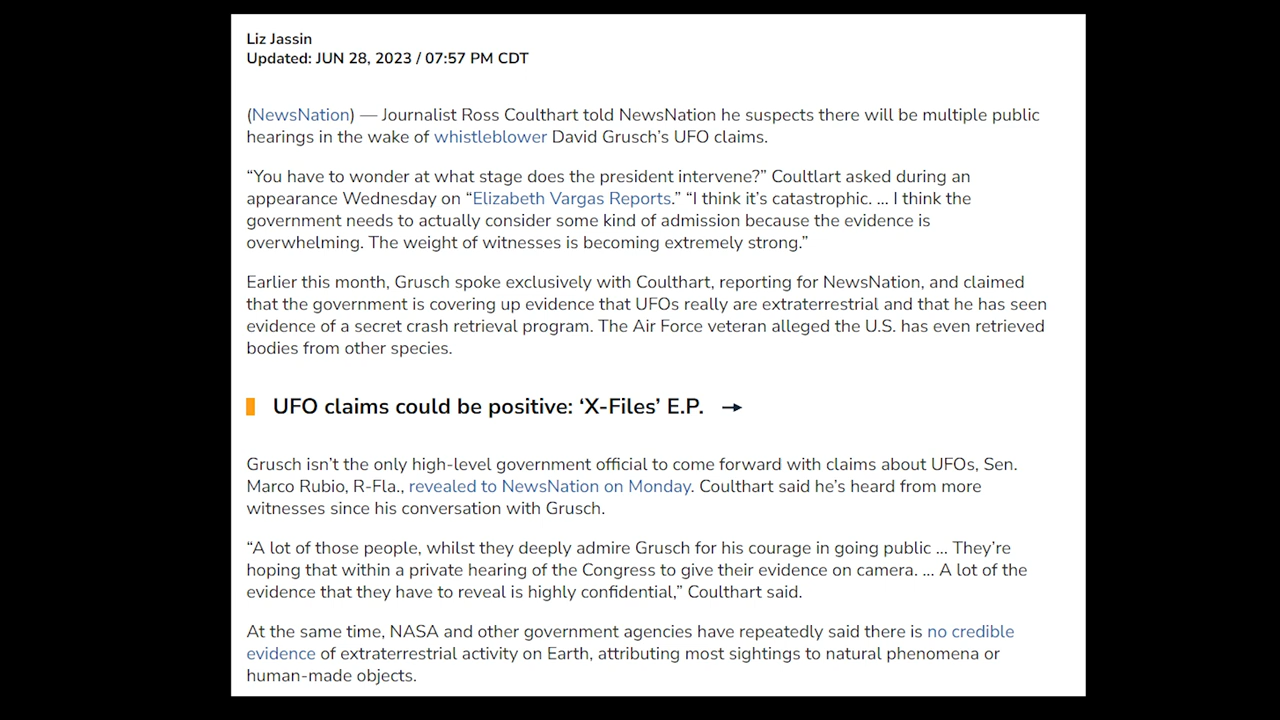 Liz Jassin
Updated: JUN 28, 2023 / 07:57 PM CDT
(NewsNation) — Journalist Ross Coulthart told NewsNation he suspects there will be multiple public
hearings in the wake of whistleblower David Grusch’s UFO claims.
“You have to wonder at what stage does the president intervene?” Coultlart asked during an
appearance Wednesday on “Elizabeth Vargas Reports.” “I think it’s catastrophic. ... I think the
government needs to actually consider some kind of admission because the evidence is
overwhelming. The weight of witnesses is becoming extremely strong.”
Earlier this month, Grusch spoke exclusively with Coulthart, reporting for NewsNation, and claimed
that the government is covering up evidence that UFOs really are extraterrestrial and that he has seen
evidence of a secret crash retrieval program. The Air Force veteran alleged the U.S. has even retrieved
bodies from other species.
UFO claims could be positive: ‘X-Files’ E.P. →
Grusch isn’t the only high-level government official to come forward with claims about UFOs, Sen.
Marco Rubio, R-Fla., revealed to NewsNation on Monday. Coulthart said he’s heard from more
witnesses since his conversation with Grusch.
“A lot of those people, whilst they deeply admire Grusch for his courage in going public ... They’re
hoping that within a private hearing of the Congress to give their evidence on camera. ... A lot of the
evidence that they have to reveal is highly confidential,” Coulthart said.
At the same time, NASA and other government agencies have repeatedly said there is no credible
evidence of extraterrestrial activity on Earth, attributing most sightings to natural phenomena or
human-made objects.